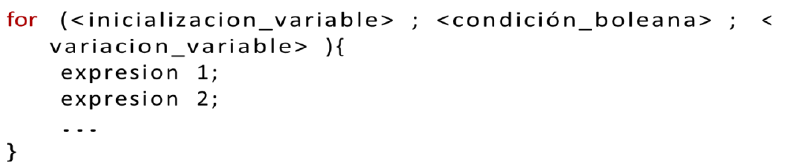 for (<inicializacion_variable> ; <condición_boleana> ; <
variacion_variable> ){
expresion 1;
expresion 2;
...
}